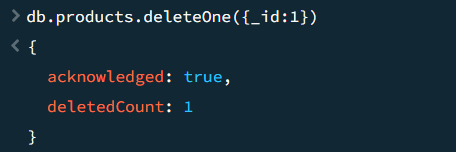 > db.products.deleteOne({_id:1})
< {
acknowledged: true,
deletedCount: 1
}